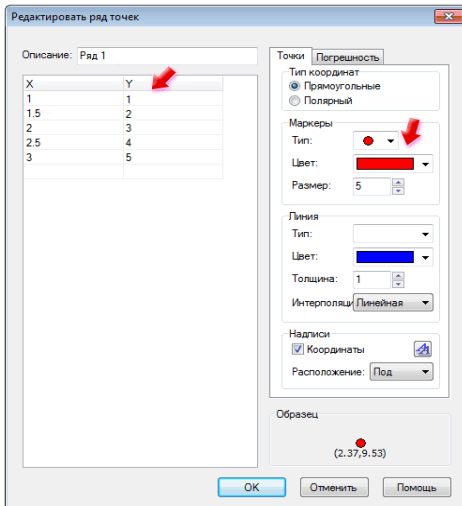 Редактировать ряд точек
Описание: Ряд 1
X Y
1 1
1.5 2
2 3
2.5 4
3 5
Точки Погрешность
Тип координат
Прямоугольные
Полярный
Маркеры
Тип:
Цвет:
Размер: 5
Линия
Тип:
Цвет:
Толщина: 1
Интерполяци Линейная
Надписи
Координаты
Расположение: Под
Образец
(2.37,9.53)
OK Отменить Помощь